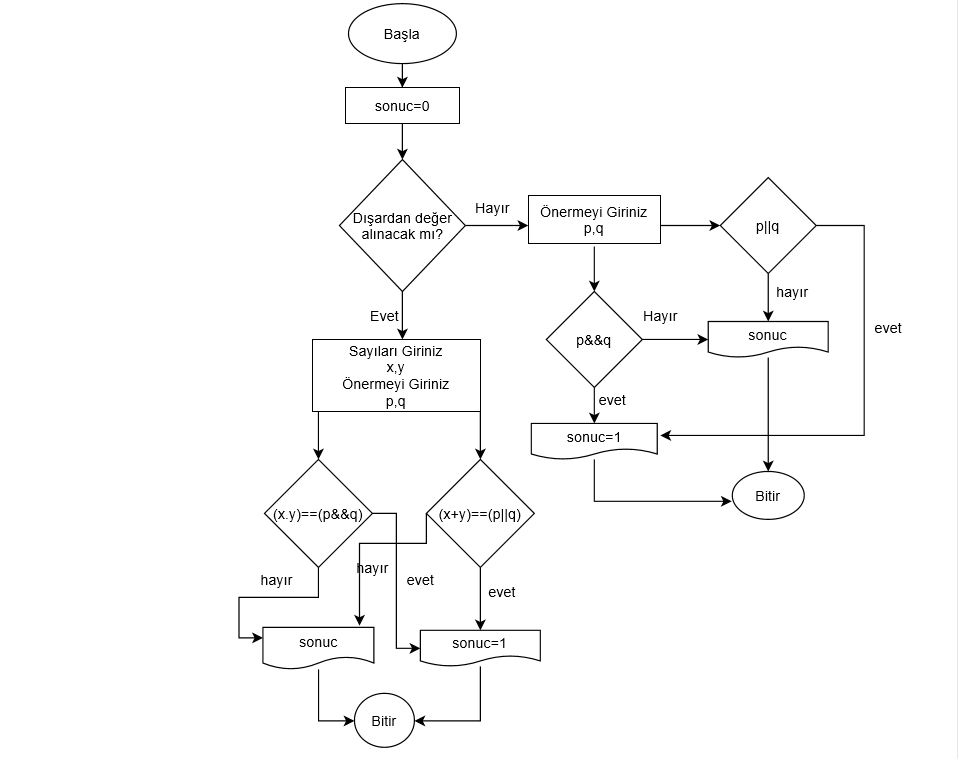 Başla
sonuc=0
Dışardan değer
alınacak mı?
Hayır
Önermeyi Giriniz
p,q
p||q
hayır
evet
Evet
p&&q
Hayır
sonuc
evet
sonuc=1
Bitir
Sayıları Giriniz
x,y
Önermeyi Giriniz
p,q
(x.y)==(p&&q)
(x+y)==(p||q)
hayır
hayır
evet
evet
sonuc
sonuc=1
Bitir